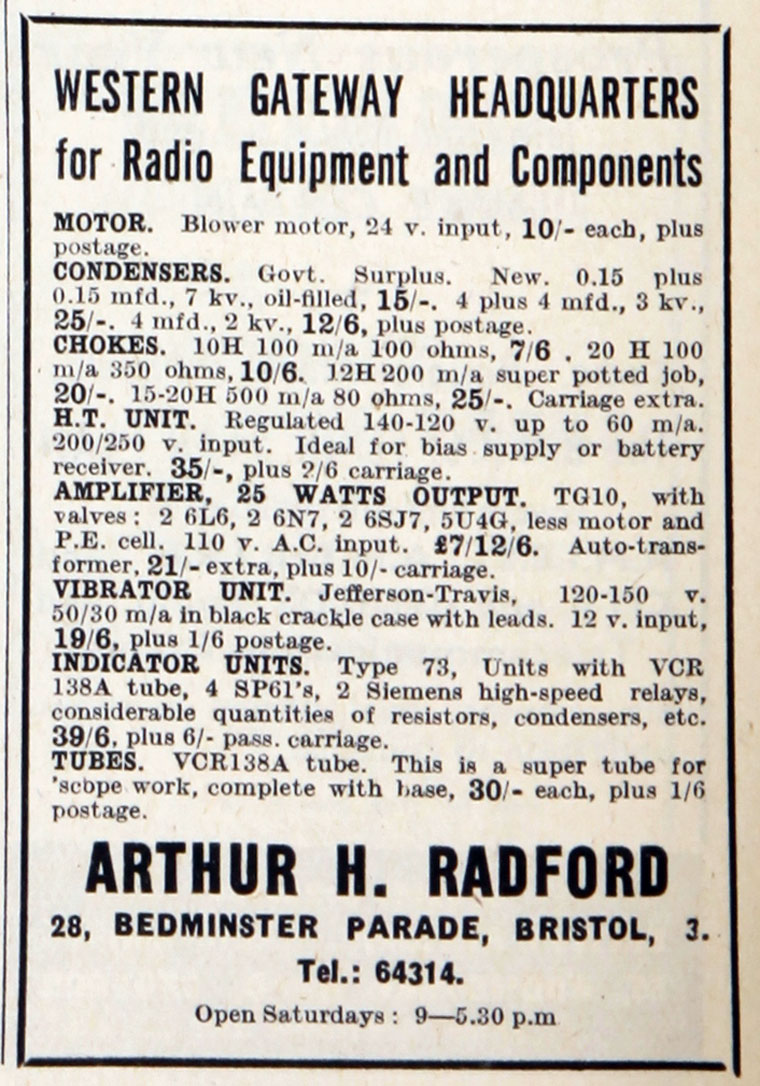 WESTERN GATEWAY HEADQUARTERS
for Radio Equipment and Components
MOTOR. Blower motor, 24 v. input, 10/- each, plus
postage.
CONDENSERS. Govt. Surplus. New. 0.15 plus
0.15 mfd., 7 kv., oil-filled, 15/-. 4 plus 4 mfd., 3 kv.,
25/-. 4 mfd., 2 kv., 12/6, plus postage.
CHOKES. 10H 100 m/a 100 ohms, 7/6 . 20 H 100
m/a 350 ohms, 10/6. 12H 200 m/a super potted job,
20/-. 15-20H 500 m/a 80 ohms, 25/-. Carriage extra.
H.T. UNIT. Regulated 140-120 v. up to 60 m/a.
200/250 v. input. Ideal for bias supply or battery
receiver. 35/-, plus 2/6 carriage.
AMPLIFIER, 25 WATTS OUTPUT. TG10, with
valves : 2 6L6, 2 6N7, 2 6SJ7, 5U4G, less motor and
P.E. cell. 110 v. A.C. input. £7/12/6. Auto-trans-
former, 21/- extra, plus 10/- carriage.
VIBRATOR UNIT. Jefferson-Travis, 120-150 v.
50/30 m/a in black crackle case with leads. 12 v. input,
19/6, plus 1/6 postage.
INDICATOR UNITS. Type 73, Units with VCR
138A tube, 4 SP61's, 2 Siemens high-speed relays,
considerable quantities of resistors, condensers, etc.
39/6, plus 6/- pass. carriage.
TUBES. VCR138A tube. This is a super tube for
'scope work, complete with base, 30/- each, plus 1/6
postage.
ARTHUR H. RADFORD
28, BEDMINSTER PARADE, BRISTOL, 3.
Tel.: 64314.
Open Saturdays : 9—5.30 p.m